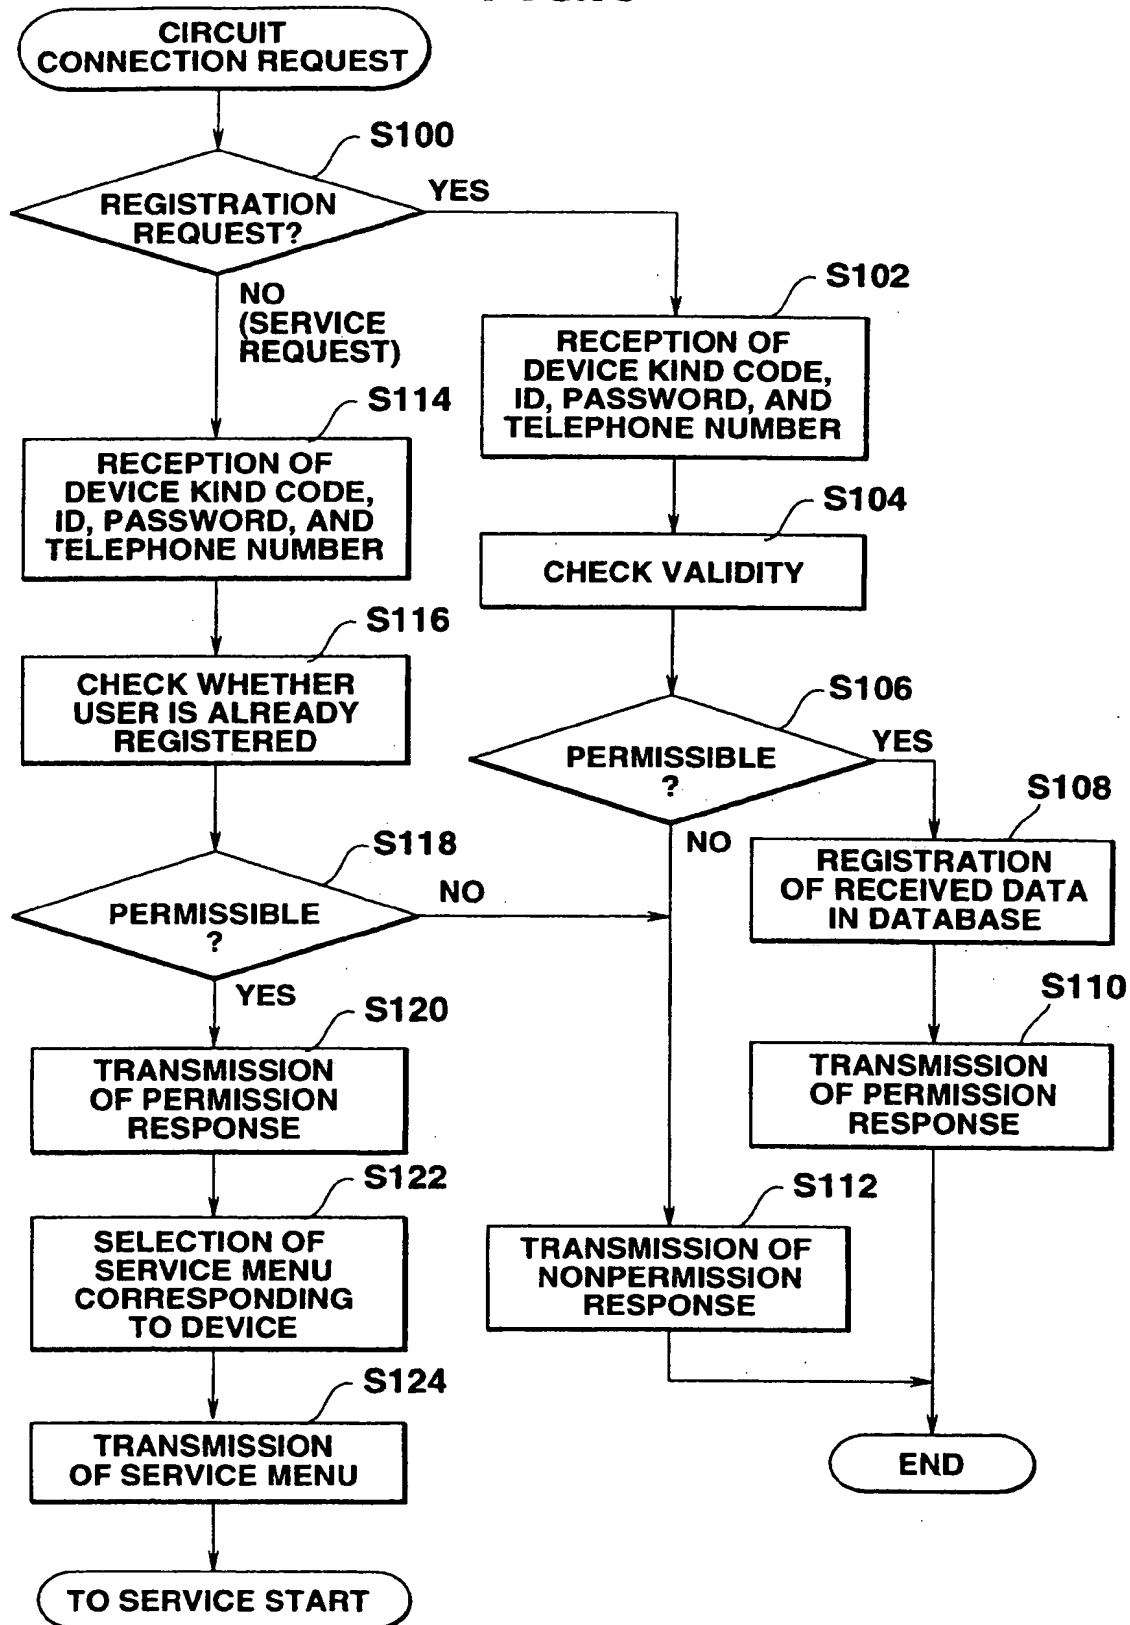 CIRCUIT
CONNECTION REQUEST
S100
REGISTRATION
REQUEST?
YES
NO
(SERVICE
REQUEST)
S102
RECEPTION OF
DEVICE KIND CODE,
ID, PASSWORD, AND
TELEPHONE NUMBER
S114
RECEPTION OF
DEVICE KIND CODE,
ID, PASSWORD, AND
TELEPHONE NUMBER
S104
CHECK VALIDITY
S116
CHECK WHETHER
USER IS ALREADY
REGISTERED
S106
PERMISSIBLE
?
YES
NO
S108
REGISTRATION
OF RECEIVED DATA
IN DATABASE
S118
PERMISSIBLE
?
NO
YES
S110
TRANSMISSION
OF PERMISSION
RESPONSE
S120
TRANSMISSION
OF PERMISSION
RESPONSE
S122
SELECTION OF
SERVICE MENU
CORRESPONDING
TO DEVICE
S112
TRANSMISSION OF
NONPERMISSION
RESPONSE
S124
TRANSMISSION
OF SERVICE MENU
END
TO SERVICE START